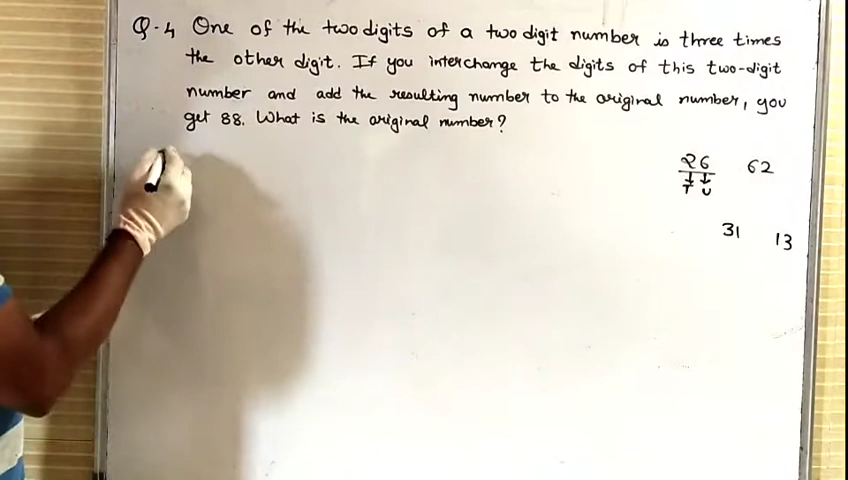 Q-4 One of the two digits of a two digit number is three times
the other digit. If you interchange the digits of this two-digit
number and add the resulting number to the original number, you
get 88. What is the original number?
26 62
T U
31 13